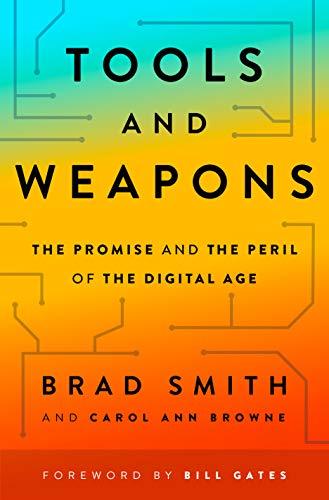 TOOLS
AND
WEAPONS
THE PROMISE AND THE PERIL
OF THE DIGITAL AGE
BRAD SMITH
AND CAROL ANN BROWNE
FOREWORD BY BILL GATES